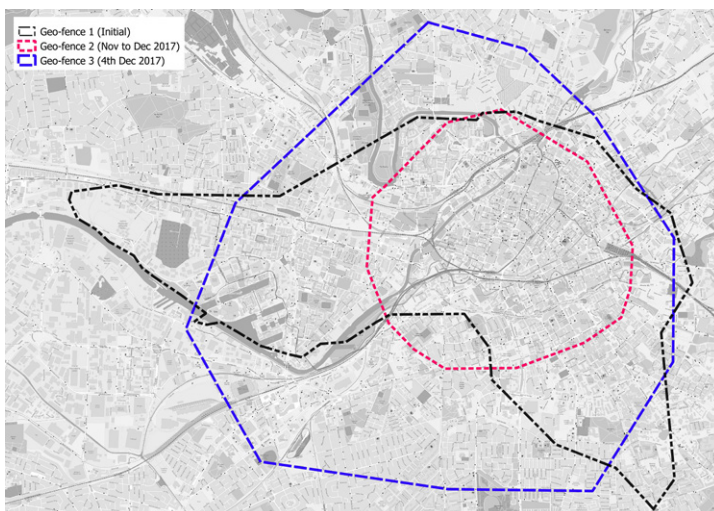 Geo-fence 1 (Initial)
Geo-fence 2 (Nov to Dec 2017)
Geo-fence 3 (4th Dec 2017)